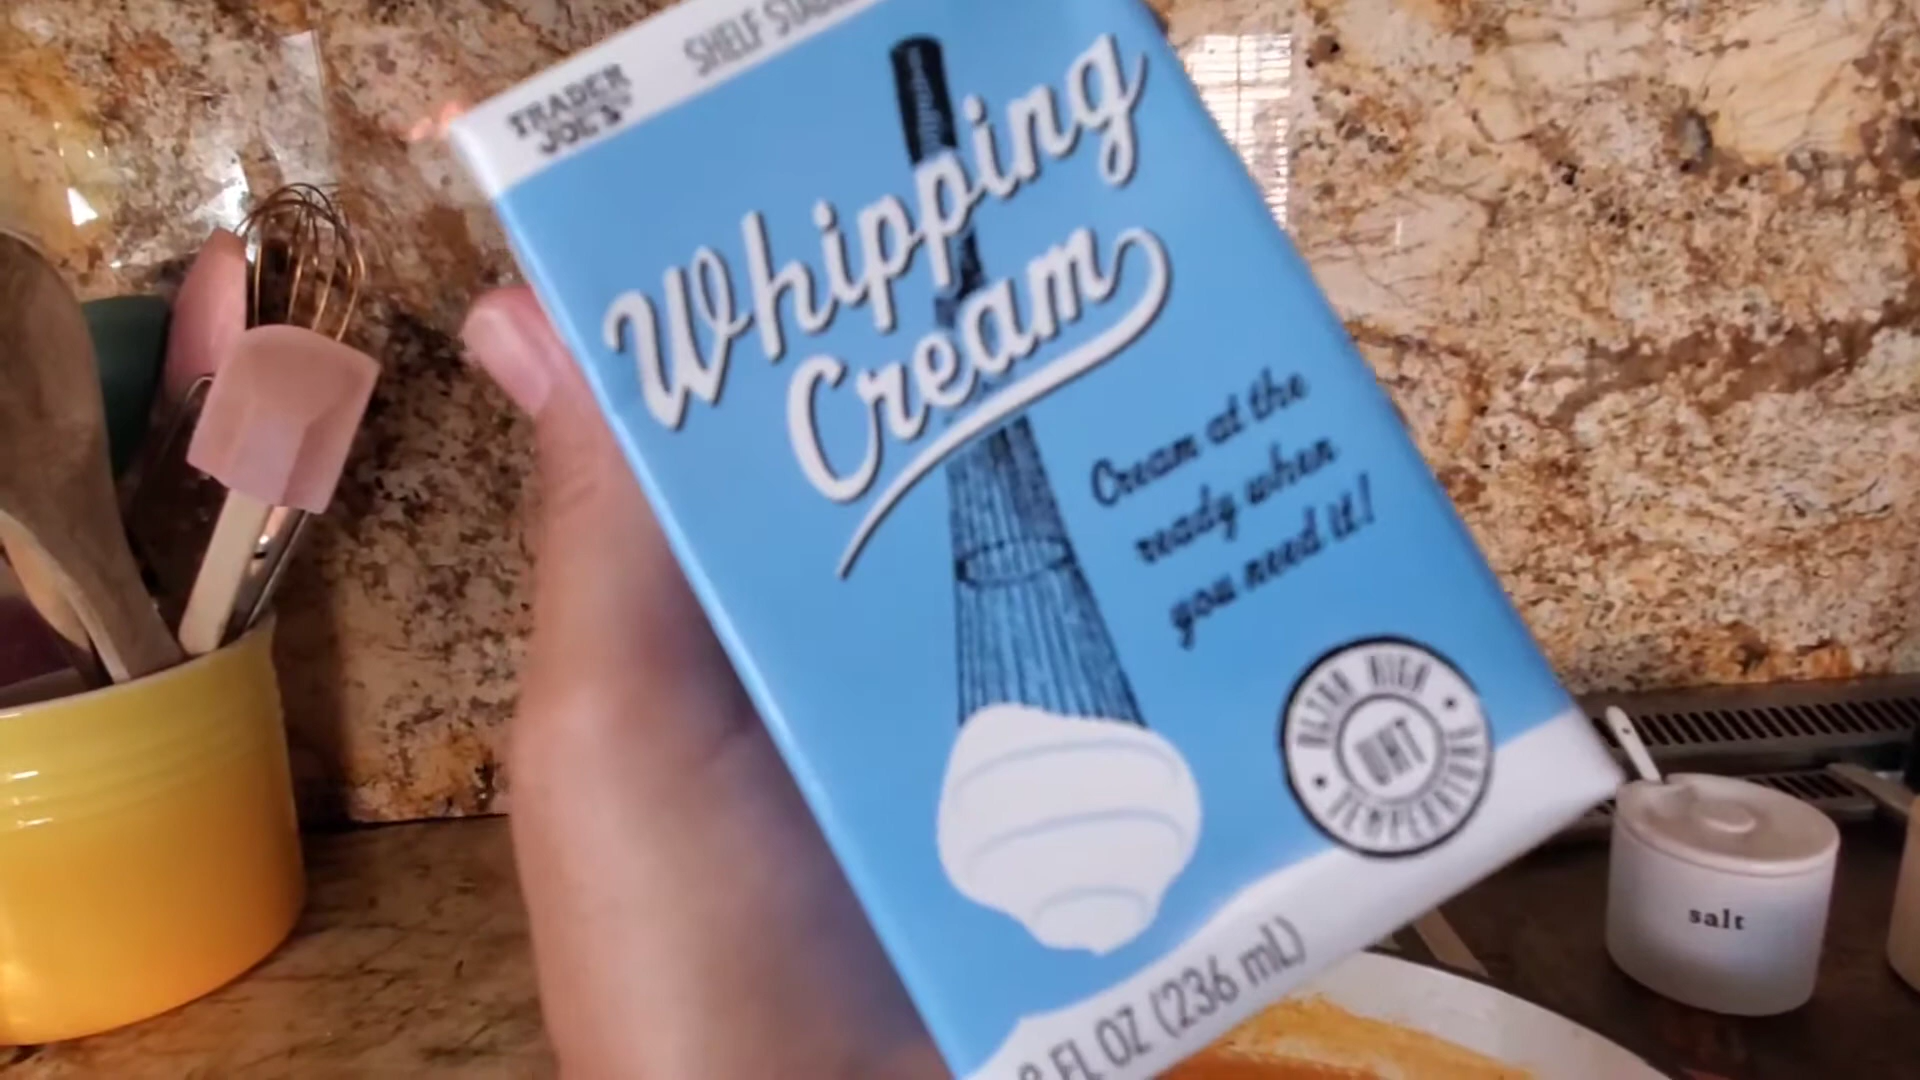 TRADER
JOE'S
SHELF
Whipping
Cream
Cream at the
ready when
you need it!
ULTRA HIGH
UHT
TEMPERATURE
8 FL OZ (236 mL)
salt